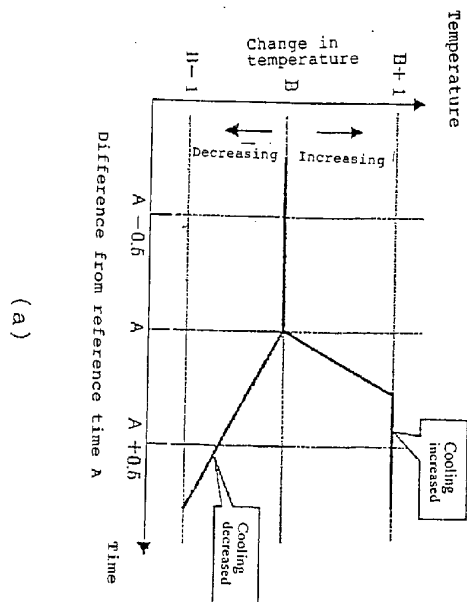 Temperature
Change in
temperature
B+1
B
B−1
Increasing
Decreasing
Cooling
increased
Cooling
decreased
A −0.5
A
A +0.5
Time
Difference from reference time A
(a)